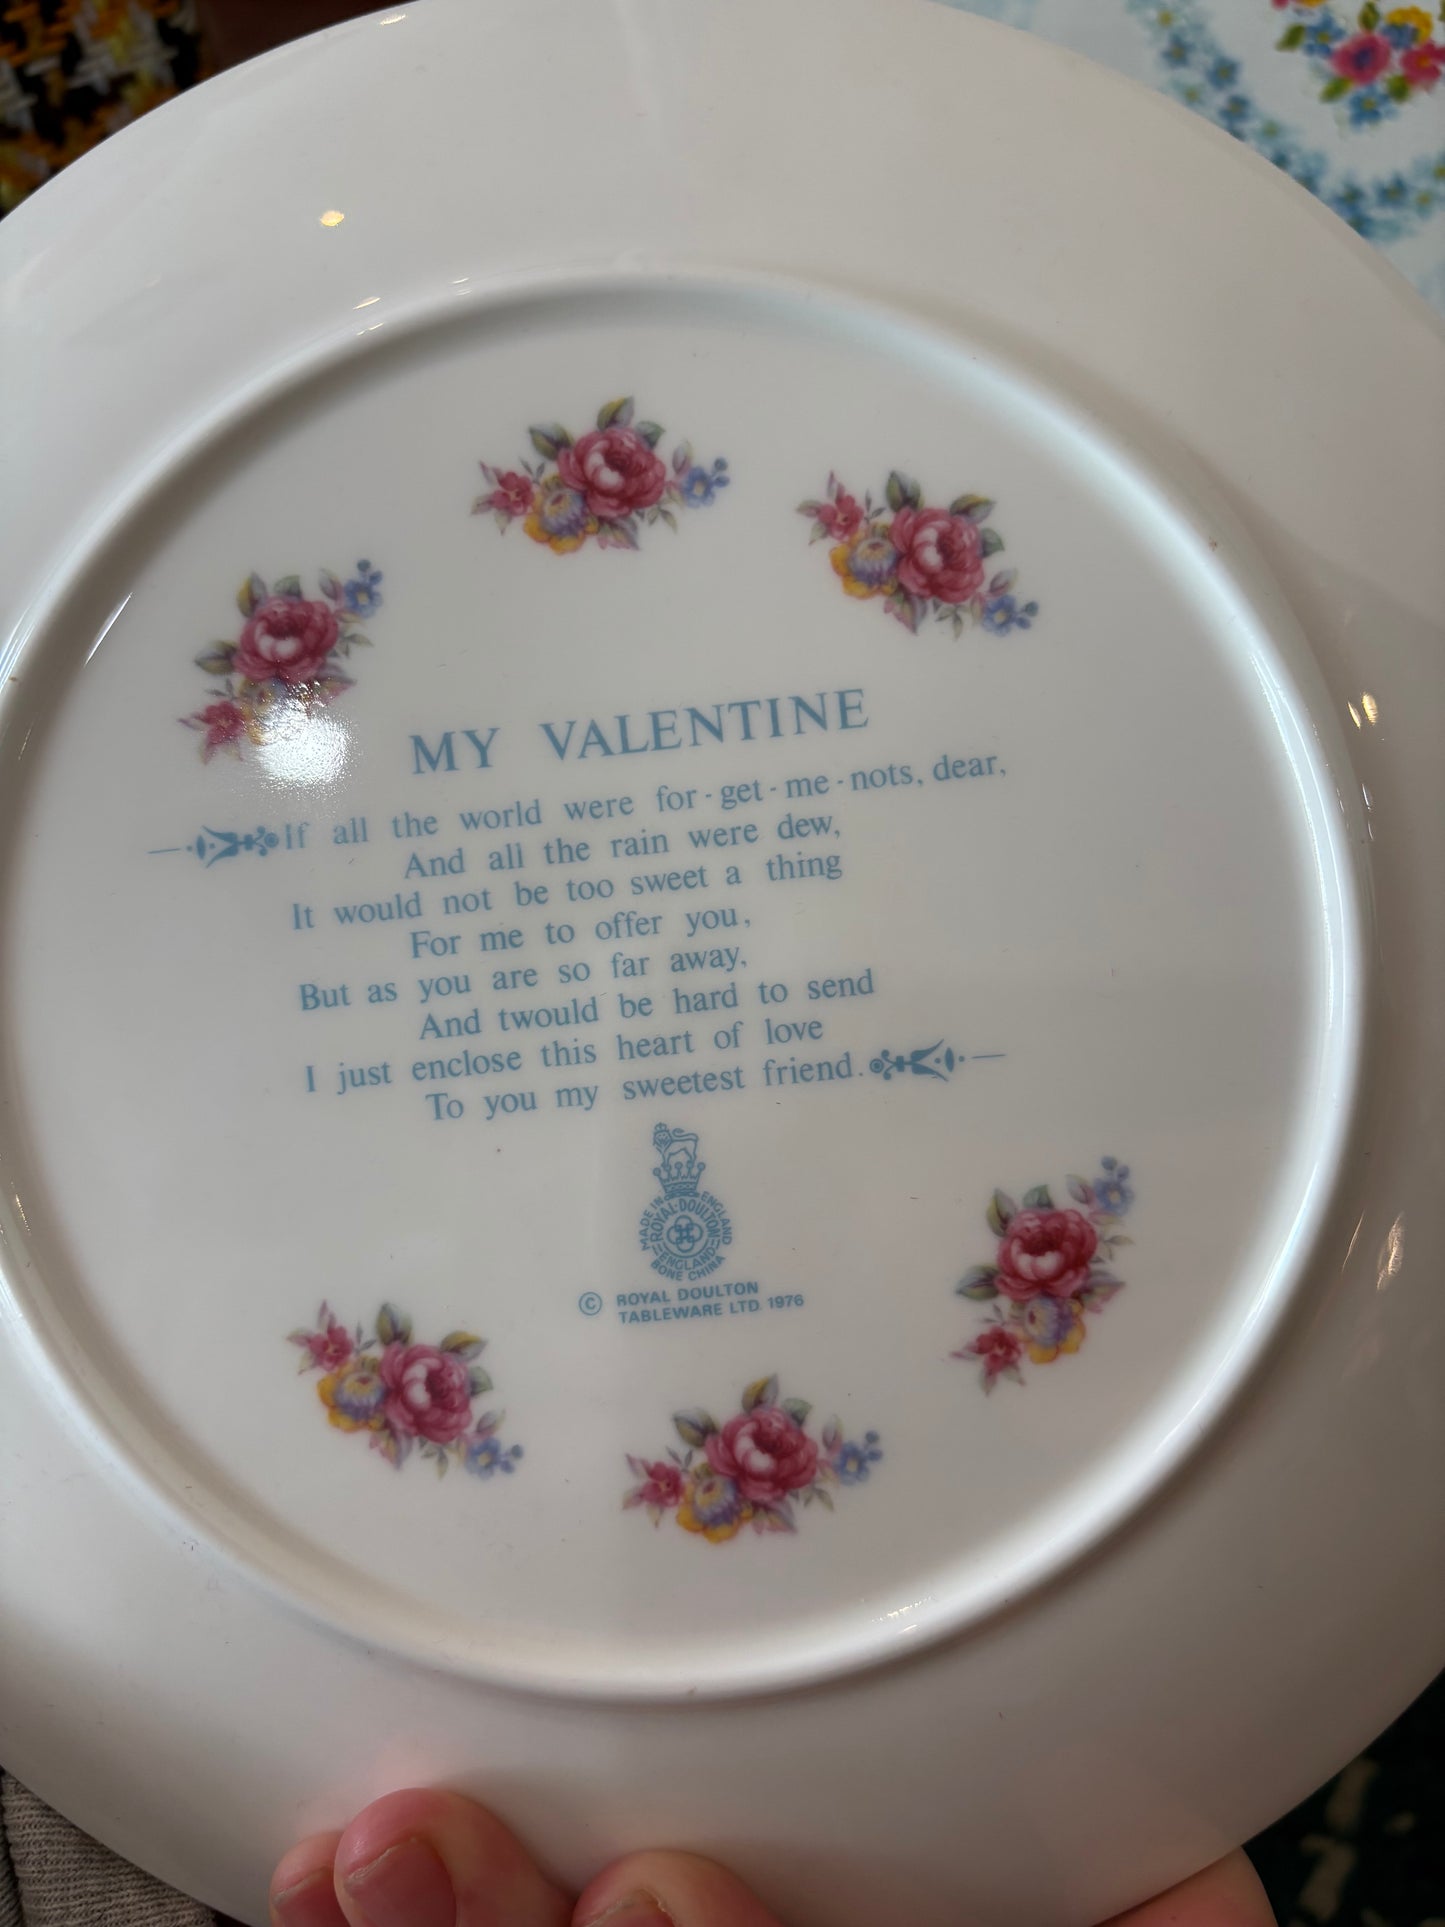 MY VALENTINE
If all the world were for-get-me-nots, dear,
And all the rain were dew,
It would not be too sweet a thing
For me to offer you,
But as you are so far away,
And twould be hard to send
I just enclose this heart of love
To you my sweetest friend.
MADE IN ENGLAND
ROYAL·DOULTON
ENGLAND
BONE CHINA
© ROYAL DOULTON
TABLEWARE LTD 1976